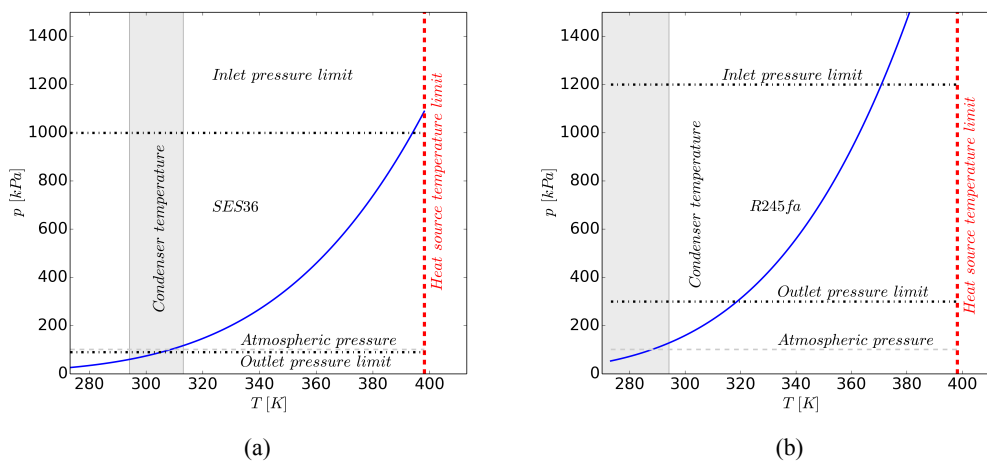 1400
1200
1000
800
600
400
200
0
p [kPa]
280
300
320
340
360
380
400
T [K]
Inlet pressure limit
SES36
Condenser temperature
Atmospheric pressure
Outlet pressure limit
Heat source temperature limit
(a)
1400
1200
1000
800
600
400
200
0
p [kPa]
280
300
320
340
360
380
400
T [K]
Inlet pressure limit
R245fa
Condenser temperature
Outlet pressure limit
Atmospheric pressure
Heat source temperature limit
(b)